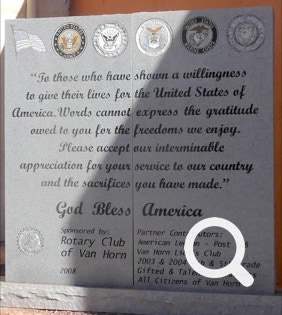 “To those who have shown a willingness
to give their lives for the United States of
America. Words cannot express the gratitude
owed to you for the freedoms we enjoy.
Please accept our interminable
appreciation for your service to our country
and the sacrifices you have made.”
God Bless America
Sponsored by:
Rotary Club
of Van Horn
2008
Partner Contributors:
American Legion - Post
Van Horn Lions Club
2003 & 2004 5th Grade
Gifted &
All Citizens of Van Horn